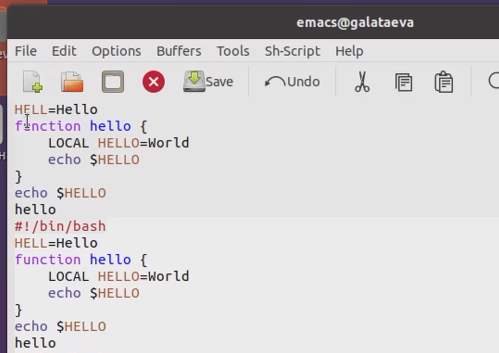 emacs@galataeva
File Edit Options Buffers Tools Sh-Script Help
Save Undo
HELL=Hello
function hello {
    LOCAL HELLO=World
    echo $HELLO
}
echo $HELLO
hello
#!/bin/bash
HELL=Hello
function hello {
    LOCAL HELLO=World
    echo $HELLO
}
echo $HELLO
hello